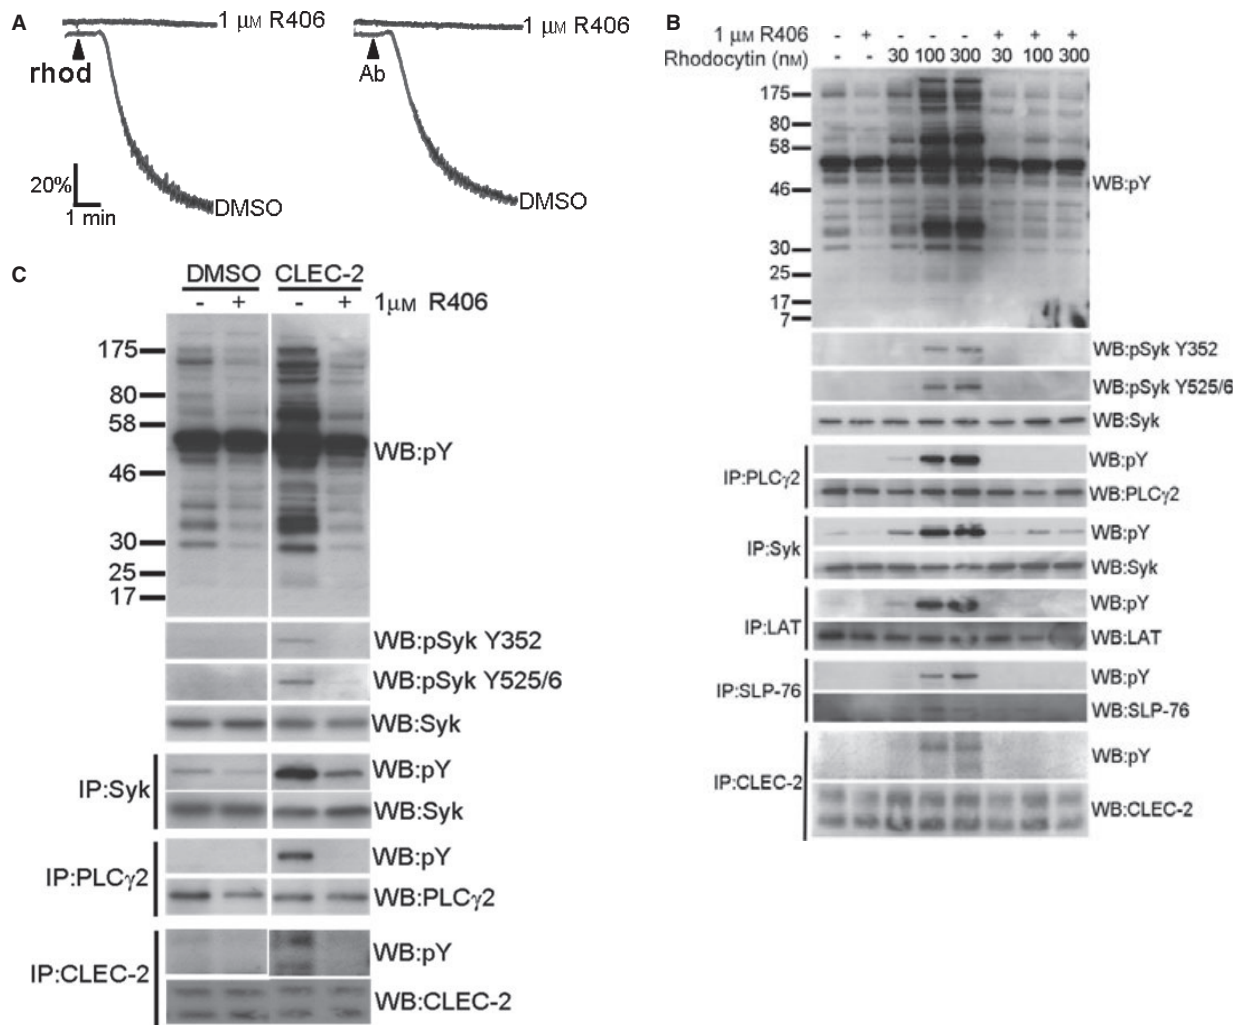 A
1 μM R406
rhod
DMSO
20%
1 min
1 μM R406
Ab
DMSO
B
1 μM R406 - + - - - + + +
Rhodocytin (nM) - - 30 100 300 30 100 300
175
80
58
46
30
25
17
7
WB:pY
WB:pSyk Y352
WB:pSyk Y525/6
WB:Syk
IP:PLCγ2
WB:pY
WB:PLCγ2
IP:Syk
WB:pY
WB:Syk
IP:LAT
WB:pY
WB:LAT
IP:SLP-76
WB:pY
WB:SLP-76
IP:CLEC-2
WB:pY
WB:CLEC-2
C
DMSO CLEC-2
- + - + 1μM R406
175
80
58
46
30
25
17
WB:pY
WB:pSyk Y352
WB:pSyk Y525/6
WB:Syk
IP:Syk
WB:pY
WB:Syk
IP:PLCγ2
WB:pY
WB:PLCγ2
IP:CLEC-2
WB:pY
WB:CLEC-2